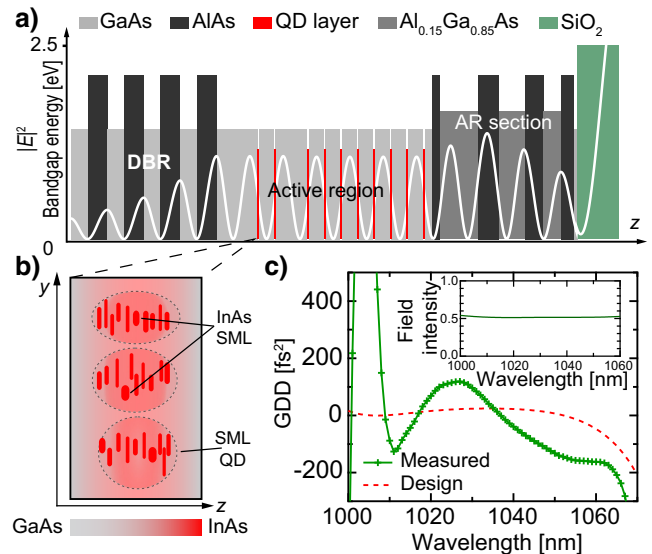 a)
GaAs
AlAs
QD layer
Al0.15Ga0.85As
SiO2
|E|²
Bandgap energy [eV]
2.5
0
DBR
Active region
AR section
z
b)
y
InAs
SML
SML
QD
z
GaAs
InAs
c)
GDD [fs²]
400
200
0
-200
1000
1020
1040
1060
Wavelength [nm]
Measured
Design
Field
intensity
1.0
0.5
0.0
1000
1020
1040
1060
Wavelength [nm]